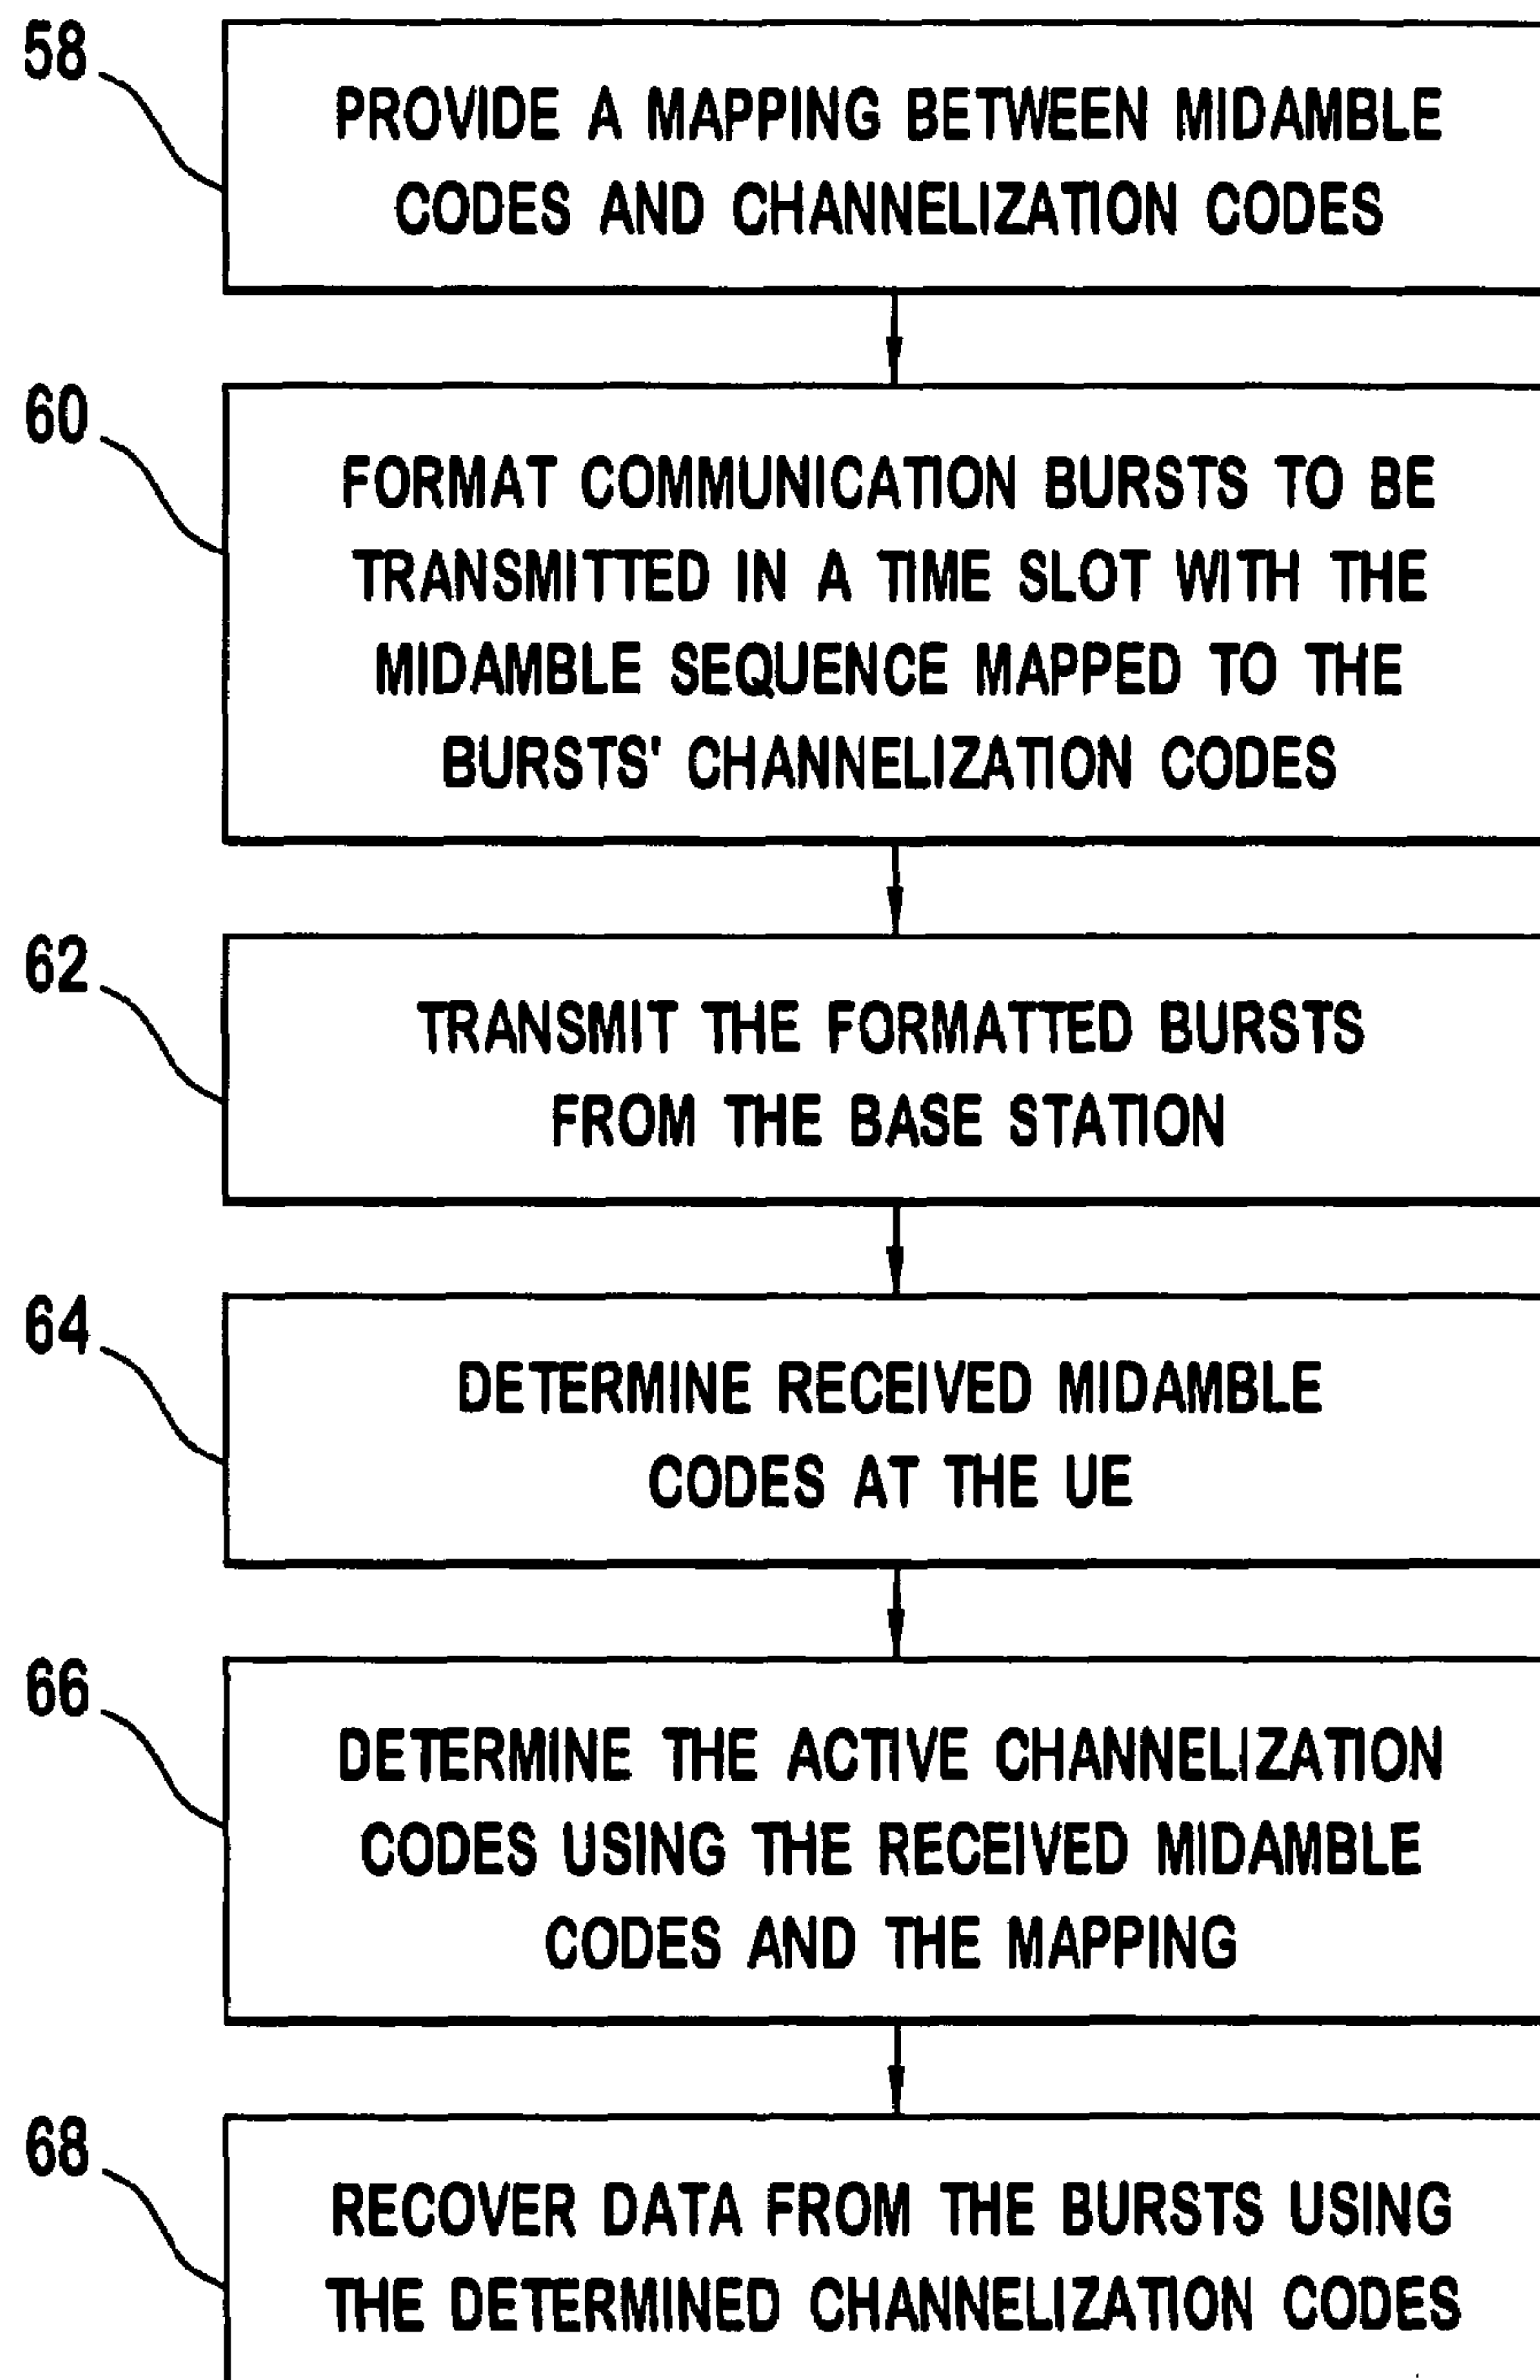 58
PROVIDE A MAPPING BETWEEN MIDAMBLE
CODES AND CHANNELIZATION CODES
60
FORMAT COMMUNICATION BURSTS TO BE
TRANSMITTED IN A TIME SLOT WITH THE
MIDAMBLE SEQUENCE MAPPED TO THE
BURSTS' CHANNELIZATION CODES
62
TRANSMIT THE FORMATTED BURSTS
FROM THE BASE STATION
64
DETERMINE RECEIVED MIDAMBLE
CODES AT THE UE
66
DETERMINE THE ACTIVE CHANNELIZATION
CODES USING THE RECEIVED MIDAMBLE
CODES AND THE MAPPING
68
RECOVER DATA FROM THE BURSTS USING
THE DETERMINED CHANNELIZATION CODES